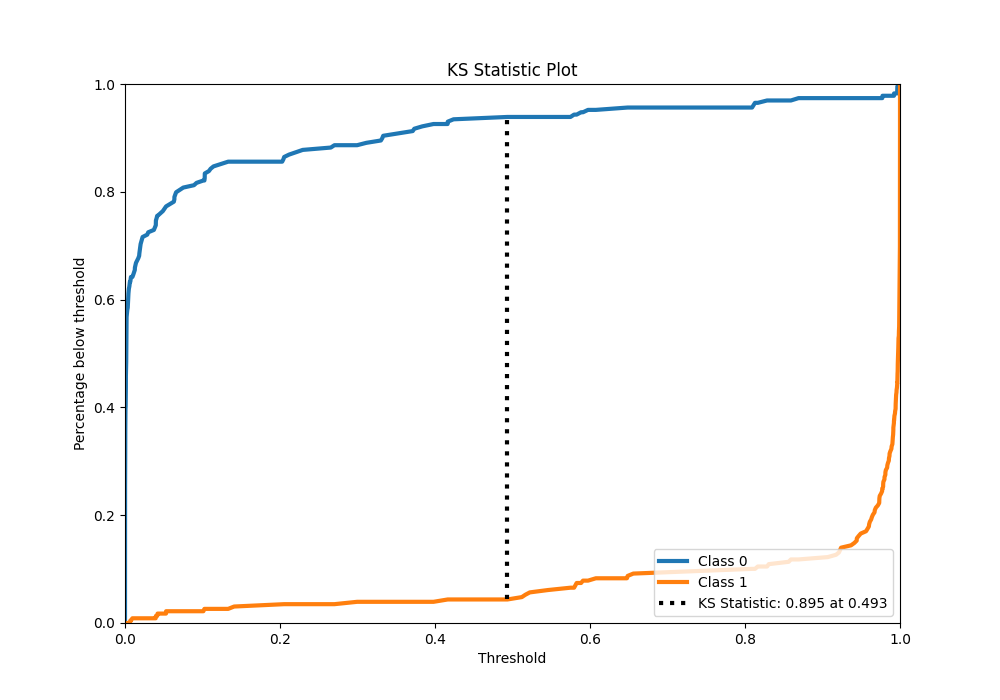 KS Statistic Plot
1.0
0.8
0.6
0.4
0.2
0.0
Percentage below threshold
Class 0
Class 1
KS Statistic: 0.895 at 0.493
0.0 0.2 0.4 0.6 0.8 1.0
Threshold